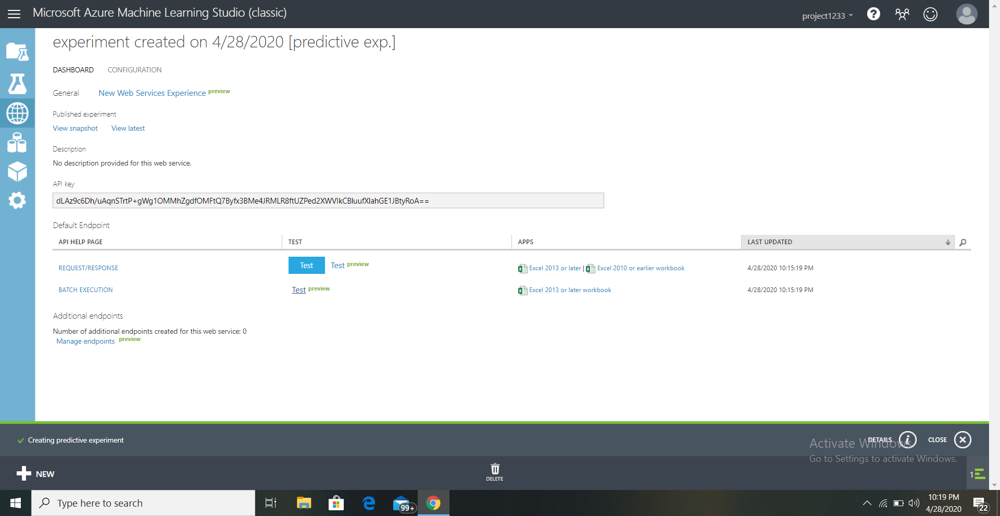 Microsoft Azure Machine Learning Studio (classic)
project1233
experiment created on 4/28/2020 [predictive exp.]
DASHBOARD CONFIGURATION
General New Web Services Experience preview
Published experiment
View snapshot View latest
Description
No description provided for this web service.
API key
dLAz9c6Dh/uAqnSTrtP+gWg1OMMhZgdfOMFtQ7Byfx3BMe4JRMLR8ftUZPed2XWVIkCBIuufXIahGE1JBtyRoA==
Default Endpoint
API HELP PAGE TEST APPS LAST UPDATED
REQUEST/RESPONSE Test Test preview Excel 2013 or later | Excel 2010 or earlier workbook 4/28/2020 10:15:19 PM
BATCH EXECUTION Test preview Excel 2013 or later workbook 4/28/2020 10:15:19 PM
Additional endpoints
Number of additional endpoints created for this web service: 0
Manage endpoints preview
Creating predictive experiment DETAILS CLOSE
Activate Windows
Go to Settings to activate Windows.
NEW DELETE 1
Type here to search 99+ 10:19 PM
4/28/2020 22